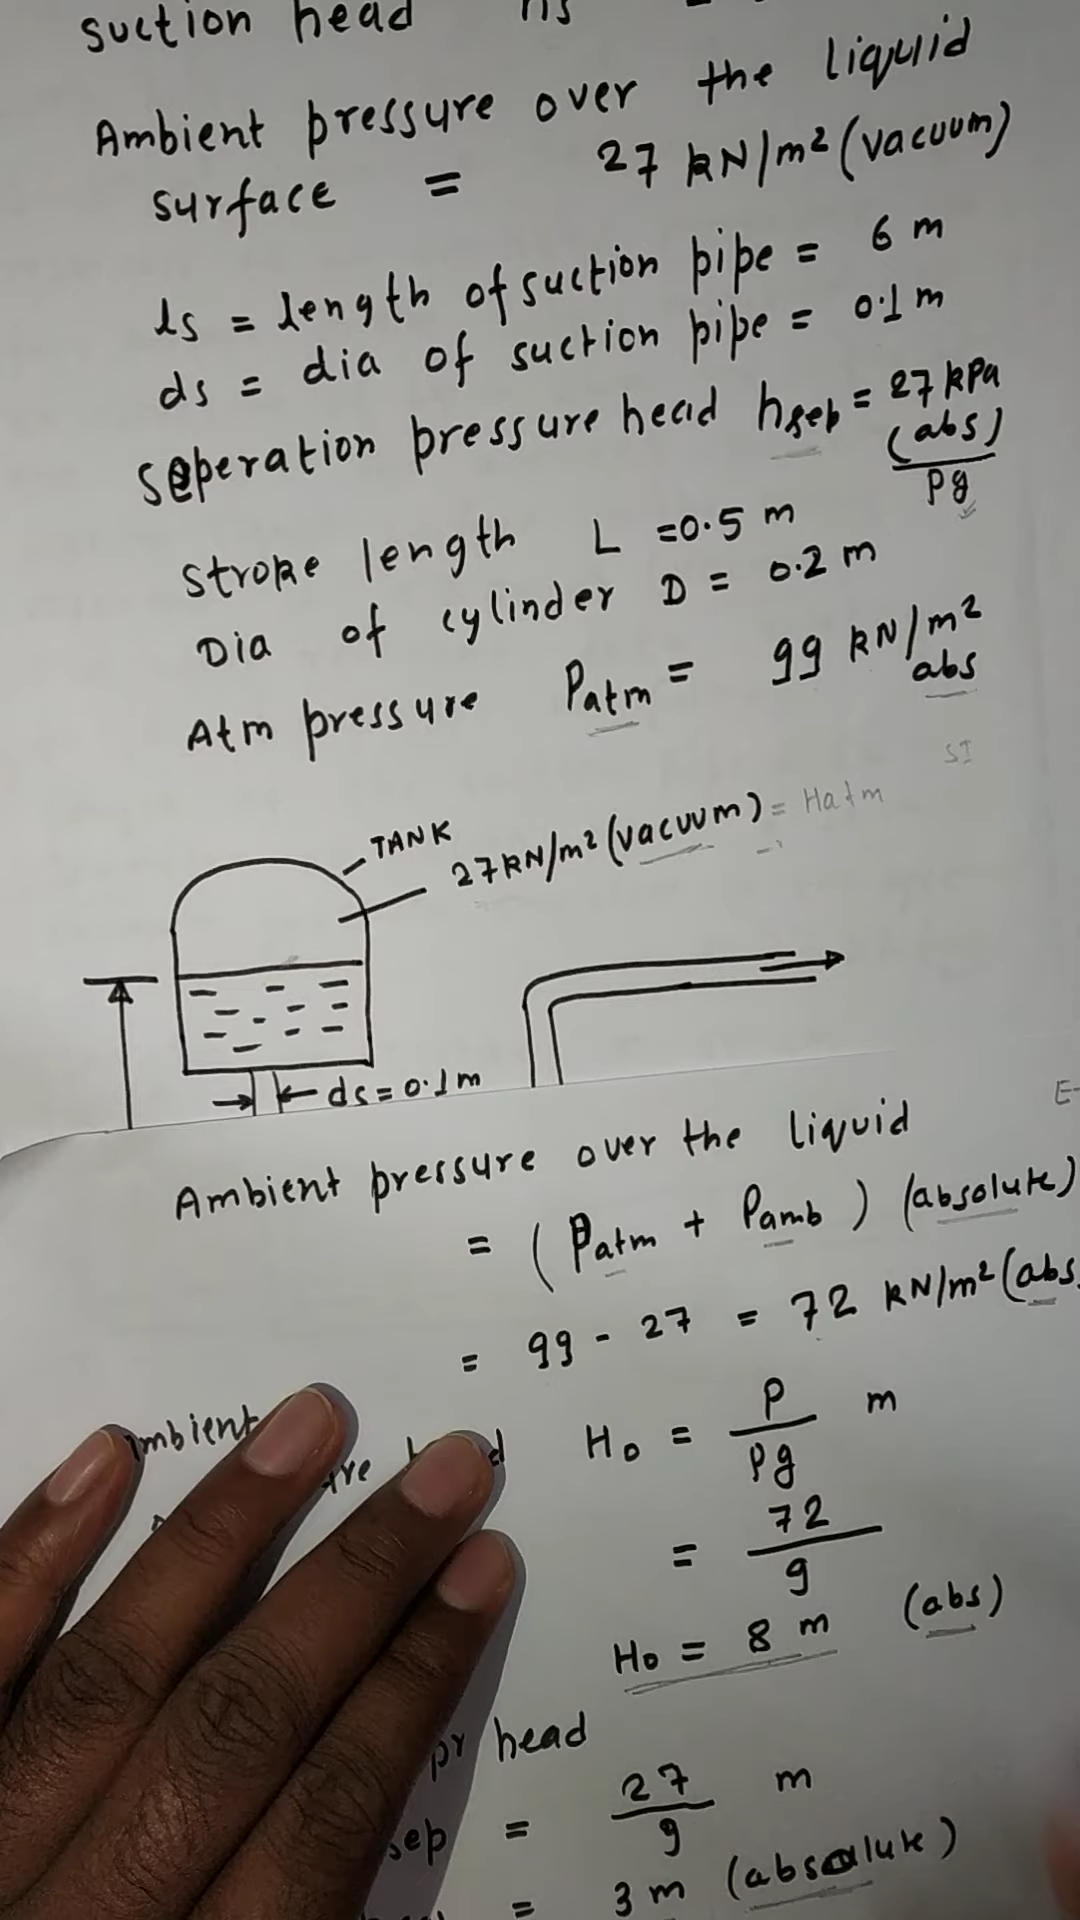 suction head hs =
Ambient pressure over the liquid
surface = 27 kN/m² (vacuum)
ls = length of suction pipe = 6 m
ds = dia of suction pipe = 0.1 m
seperation pressure head hsep = 27 kPa (abs) / ρg
stroke length L = 0.5 m
Dia of cylinder D = 0.2 m
Atm pressure Patm = 99 kN/m² abs
SI
TANK
27 kN/m² (vacuum) = Hatm
ds = 0.1 m
Ambient pressure over the liquid
= (Patm + Pamb) (absolute)
= 99 - 27 = 72 kN/m² (abs
H₀ = P / ρg m
= 72 / 9
H₀ = 8 m (abs)
pr head
sep = 27 / 9 m
= 3 m (absolute)